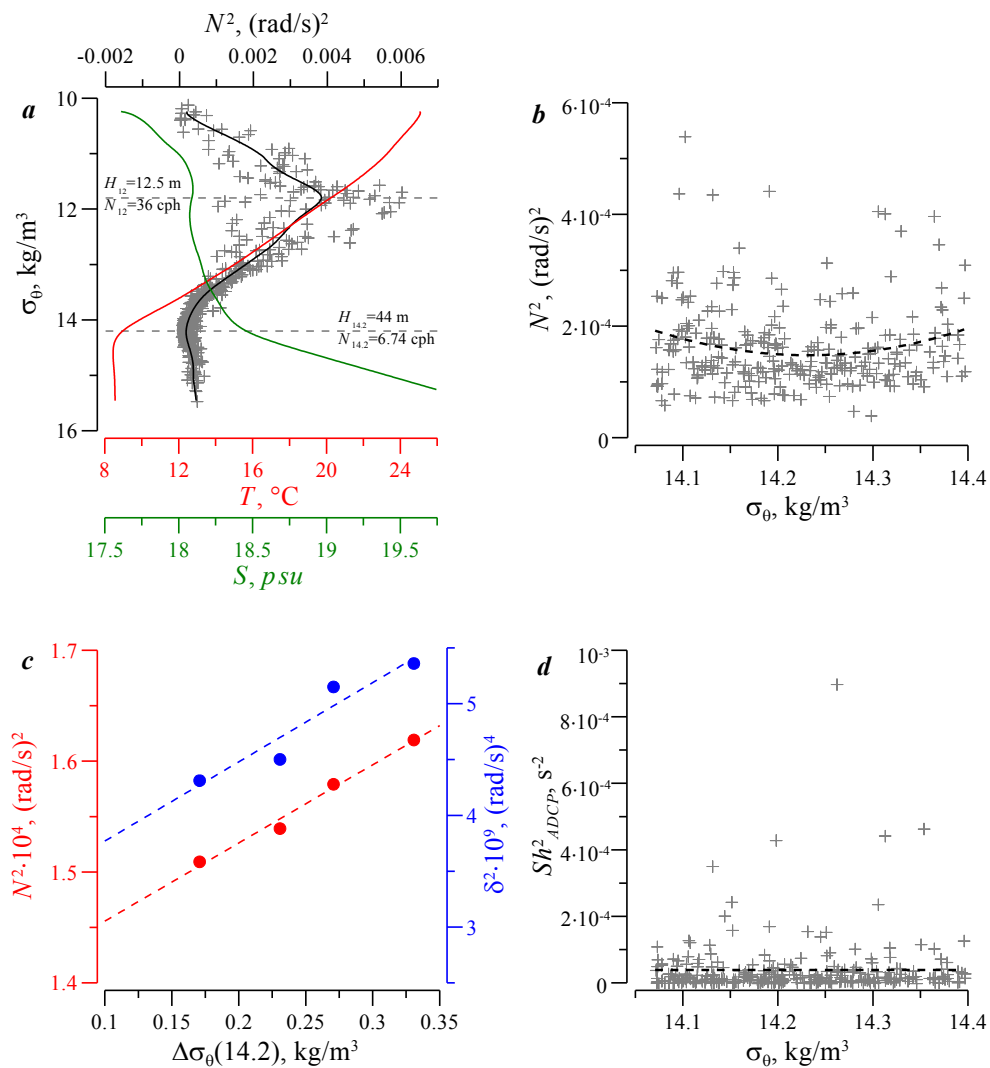 N², (rad/s)²
-0.002 0 0.002 0.004 0.006
a
10
12
14
16
σθ, kg/m³
H12=12.5 m
N12=36 cph
H14.2=44 m
N14.2=6.74 cph
8 12 16 20 24
T, °C
17.5 18 18.5 19 19.5
S, psu
b
6·10-4
4·10-4
2·10-4
0
N², (rad/s)²
14.1 14.2 14.3 14.4
σθ, kg/m³
c
1.7
1.6
1.5
1.4
N²·10⁴, (rad/s)²
5
4
3
δ²·10⁹, (rad/s)⁴
0.1 0.15 0.2 0.25 0.3 0.35
Δσθ(14.2), kg/m³
d
10-3
8·10-4
6·10-4
4·10-4
2·10-4
0
Sh²ADCP, s-2
14.1 14.2 14.3 14.4
σθ, kg/m³